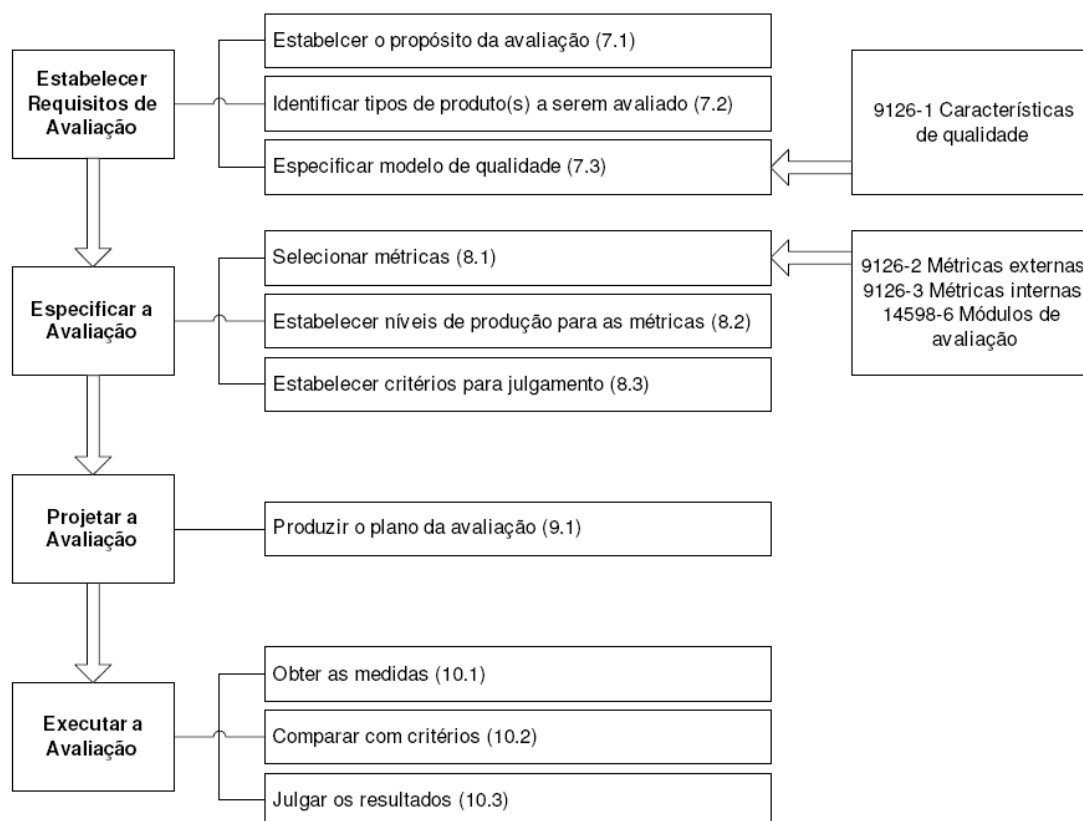 Estabelcer o propósito da avaliação (7.1)
Estabelecer
Requisitos de
Avaliação
Identificar tipos de produto(s) a serem avaliado (7.2)
Especificar modelo de qualidade (7.3)
9126-1 Características
de qualidade
Selecionar métricas (8.1)
Especificar a
Avaliação
Estabelecer níveis de produção para as métricas (8.2)
Estabelecer critérios para julgamento (8.3)
9126-2 Métricas externas
9126-3 Métricas internas
14598-6 Módulos de
avaliação
Projetar a
Avaliação
Produzir o plano da avaliação (9.1)
Obter as medidas (10.1)
Executar a
Avaliação
Comparar com critérios (10.2)
Julgar os resultados (10.3)